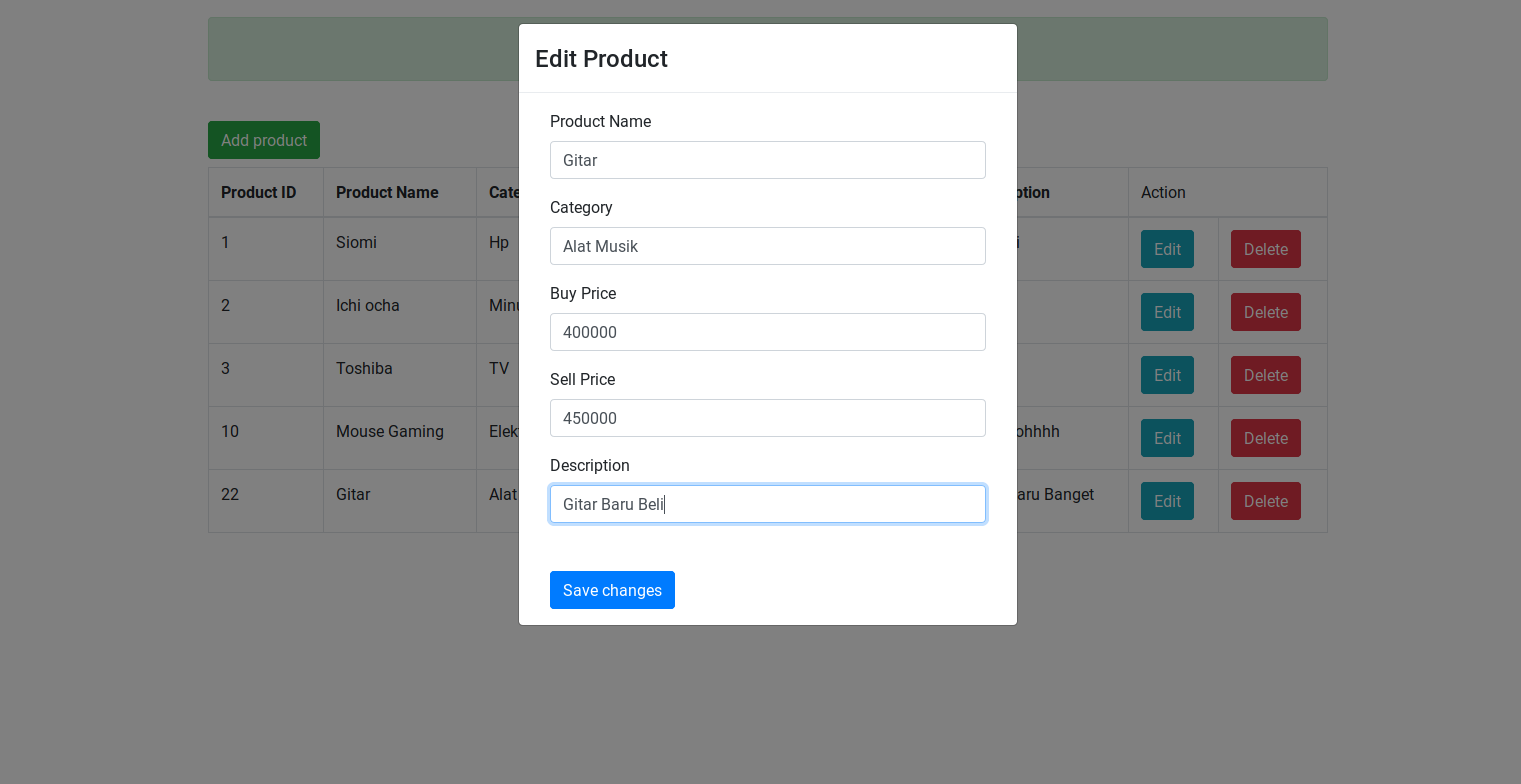 Edit Product
Product Name
Gitar
Category
Alat Musik
Buy Price
400000
Sell Price
450000
Description
Gitar Baru Beli
Save changes
Add product
Product ID Product Name Cate ption Action
1 Siomi Hp i Edit Delete
2 Ichi ocha Minu Edit Delete
3 Toshiba TV Edit Delete
10 Mouse Gaming Elek ohhhh Edit Delete
22 Gitar Alat aru Banget Edit Delete